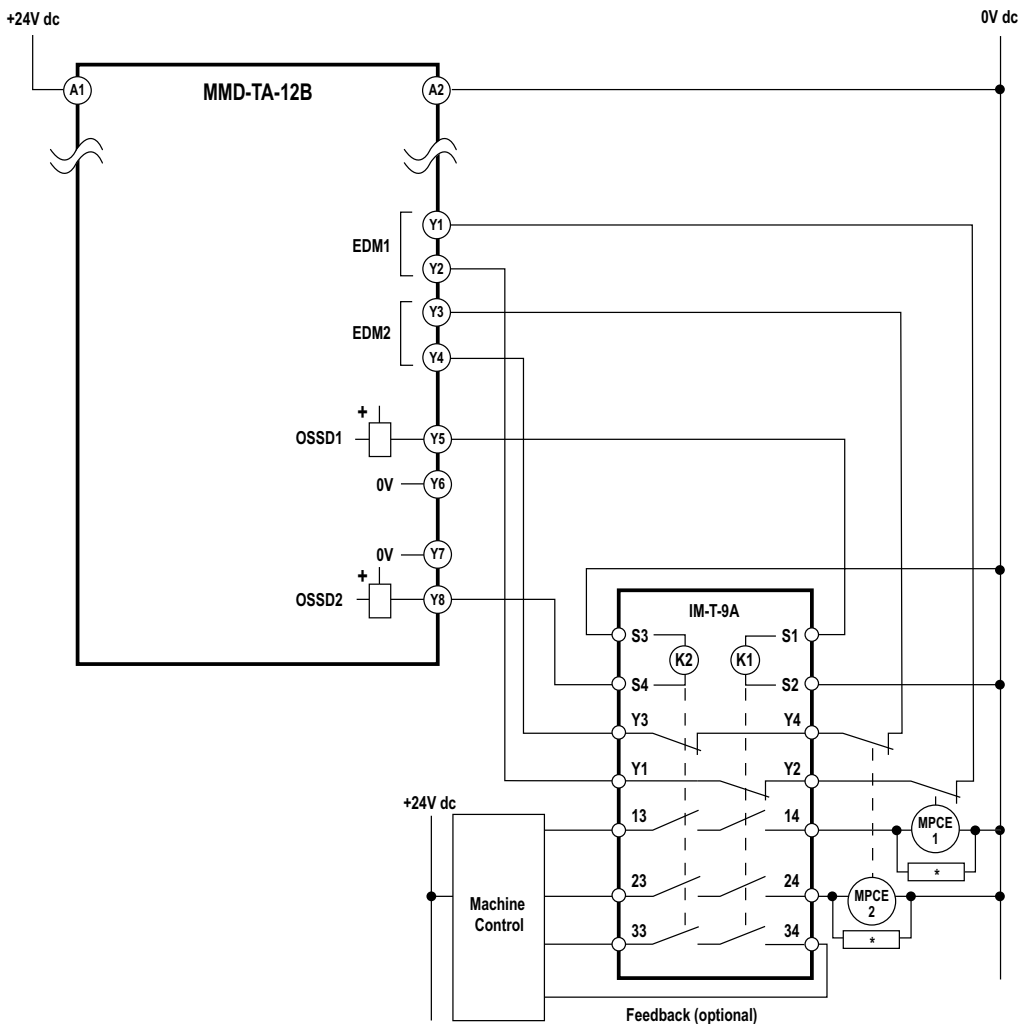 +24V dc
0V dc
A1
MMD-TA-12B
A2
Y1
EDM1
Y2
Y3
EDM2
Y4
+
OSSD1
Y5
0V
Y6
0V
Y7
+
OSSD2
Y8
IM-T-9A
S3
S1
K2
K1
S4
S2
Y3
Y4
Y1
Y2
+24V dc
13
14
MPCE
1
*
23
24
MPCE
2
Machine
Control
33
34
*
Feedback (optional)